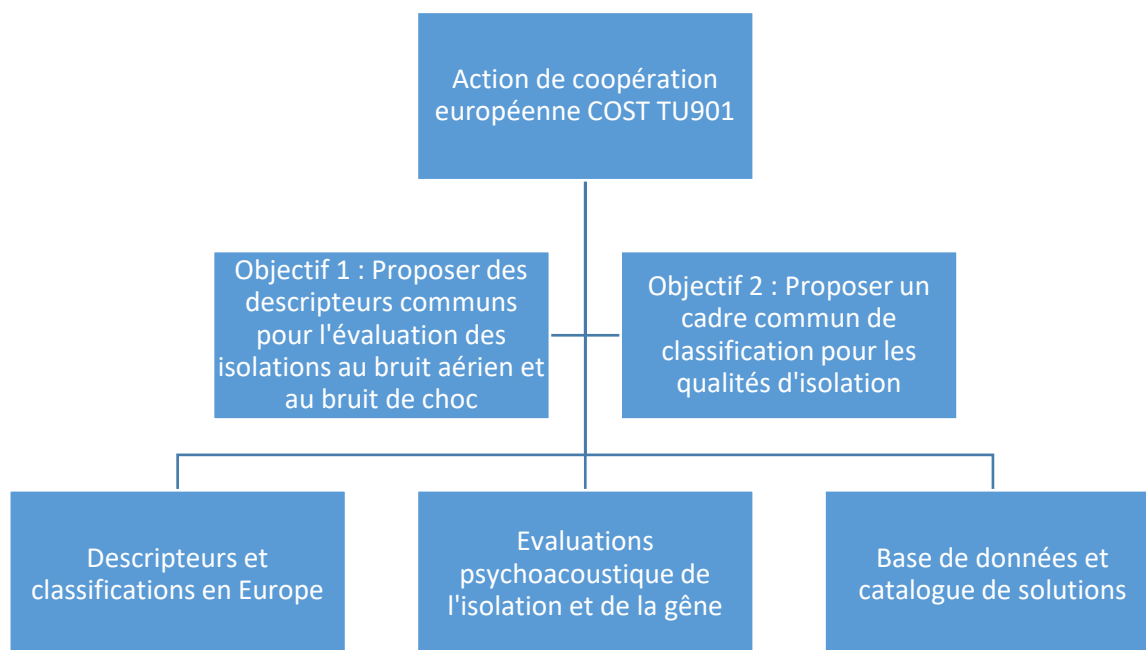 Action de coopération
européenne COST TU901
Objectif 1 : Proposer des
descripteurs communs
pour l'évaluation des
isolations au bruit aérien et
au bruit de choc
Objectif 2 : Proposer un
cadre commun de
classification pour les
qualités d'isolation
Descripteurs et
classifications en Europe
Evaluations
psychoacoustique de
l'isolation et de la gêne
Base de données et
catalogue de solutions